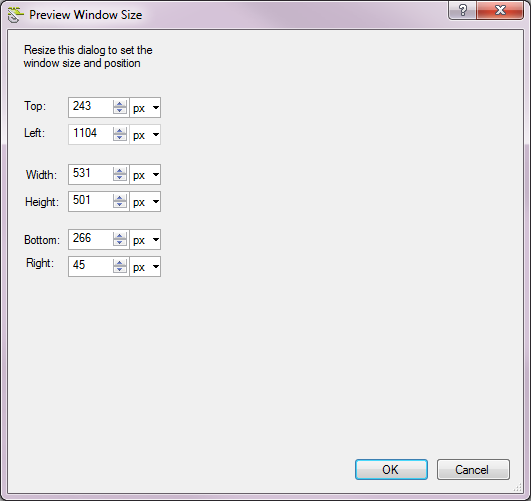 Preview Window Size
?
Resize this dialog to set the
window size and position
Top: 243 px
Left: 1104 px
Width: 531 px
Height: 501 px
Bottom: 266 px
Right: 45 px
OK Cancel